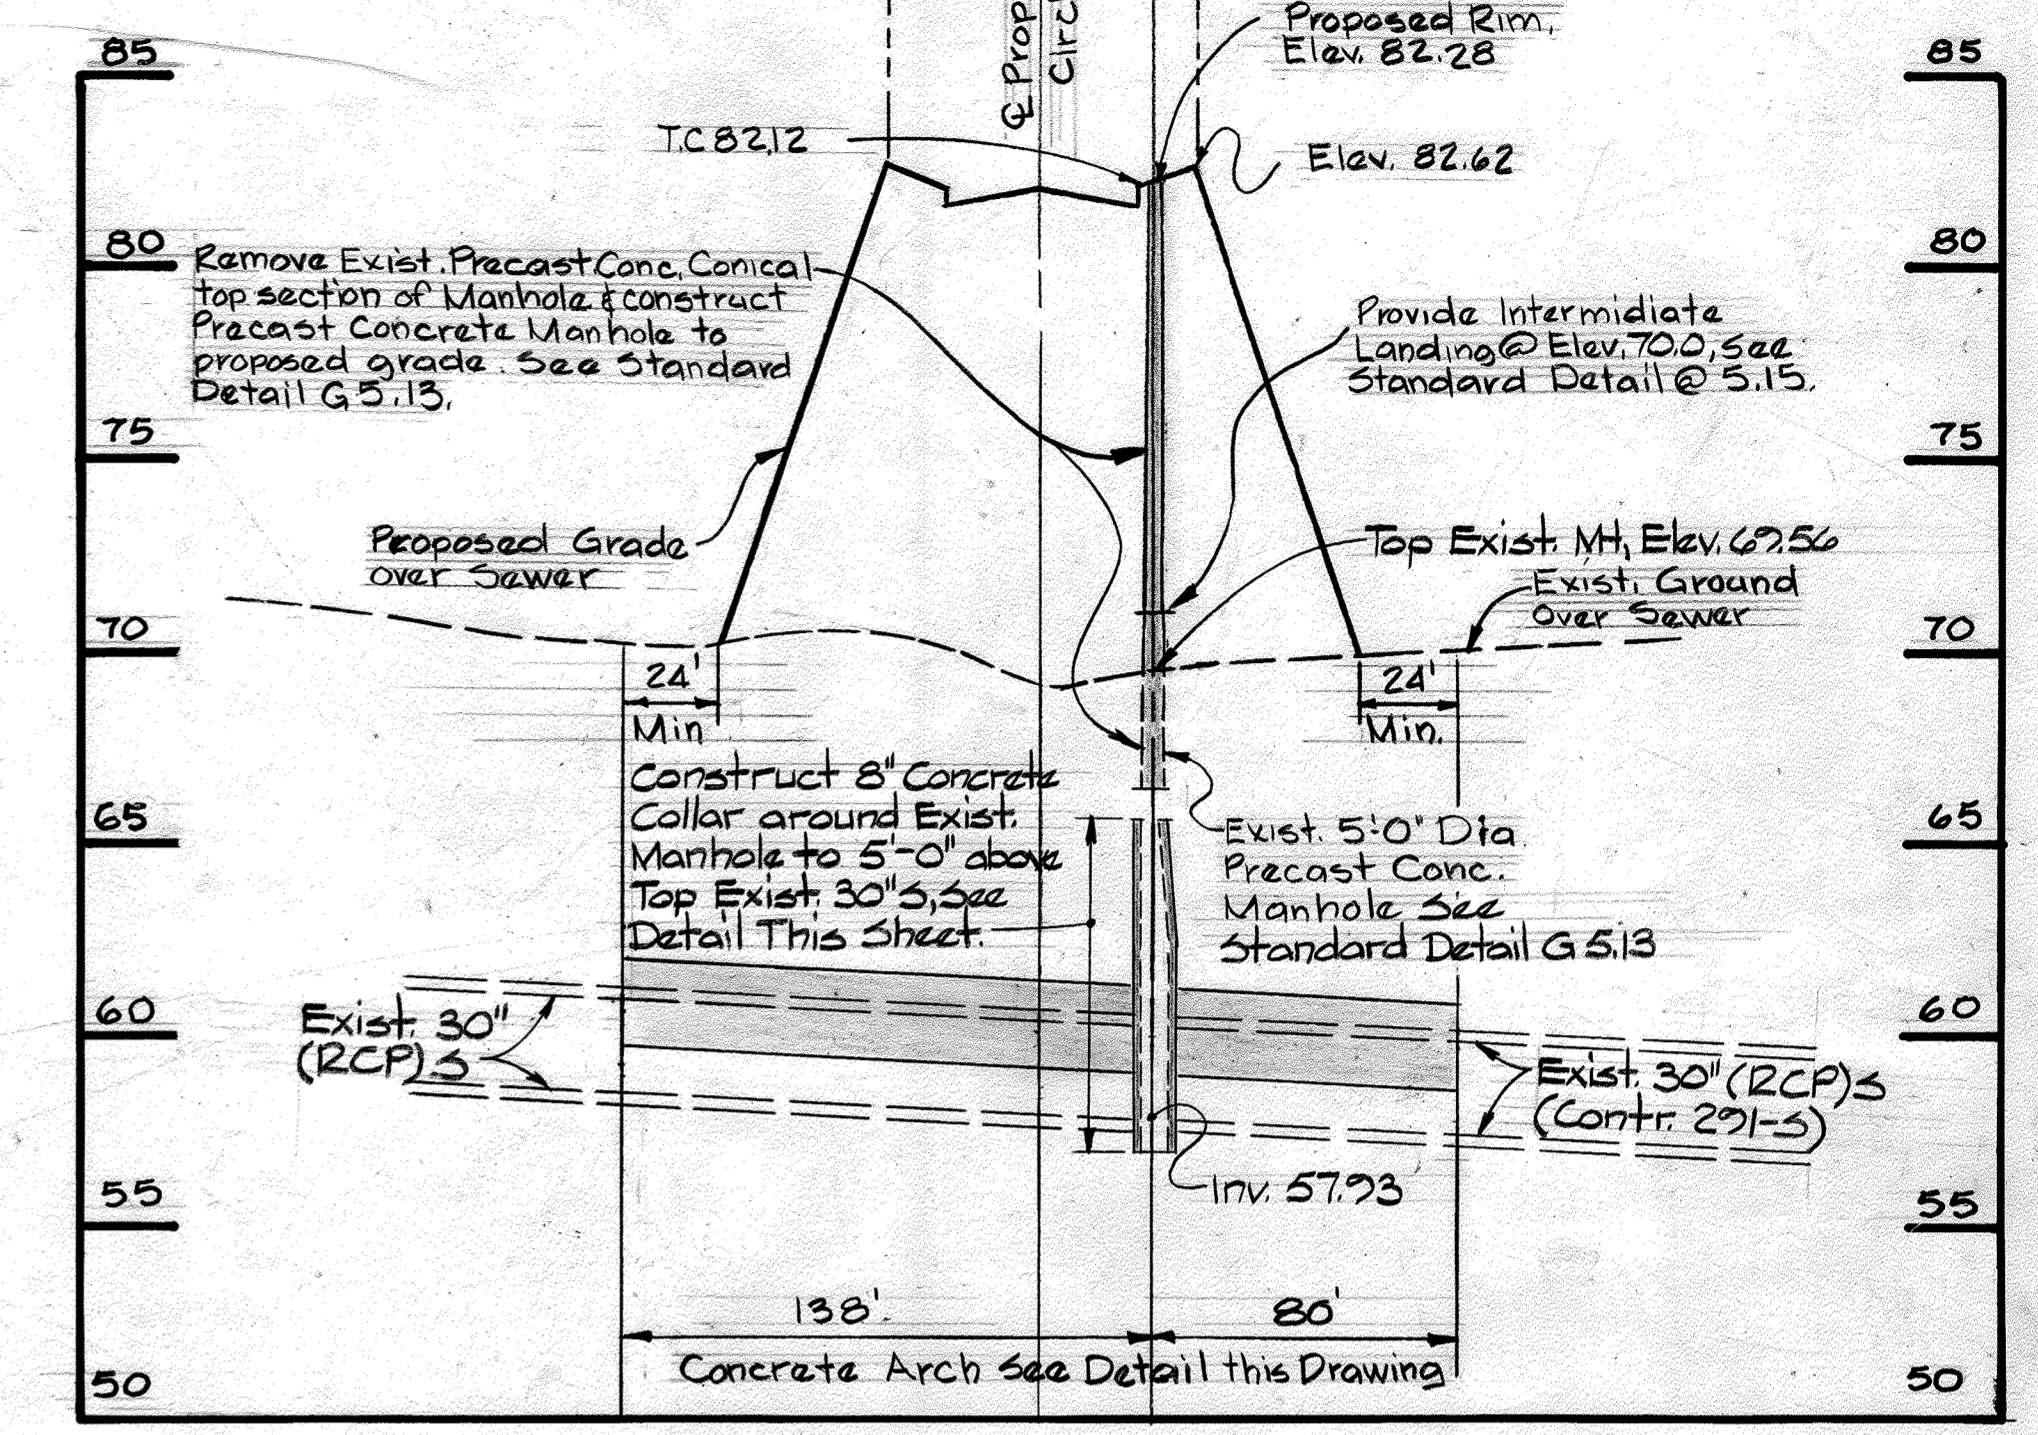 ℄ Prop
Circ
Proposed Rim,
Elev. 82.28
85
85
T.C 82.12
Elev. 82.62
80
80
Remove Exist. Precast Conc. Conical
top section of Manhole & construct
Precast Concrete Manhole to
proposed grade. See Standard
Detail G 5.13.
Provide Intermidiate
Landing @ Elev. 70.0, See
Standard Detail @ 5.15.
75
75
Proposed Grade
over Sewer
Top Exist. MH, Elev. 69.56
Exist. Ground
Over Sewer
70
70
24'
Min
24'
Min.
Construct 8" Concrete
Collar around Exist.
Manhole to 5'-0" above
Top Exist. 30" S, See
Detail This Sheet.
65
65
Exist. 5'-0" Dia.
Precast Conc.
Manhole See
Standard Detail G 5.13
60
60
Exist. 30"
(RCP) S
Exist. 30" (RCP) S
(Contr. 291-S)
Inv. 57.93
55
55
138'
80'
Concrete Arch See Detail this Drawing
50
50